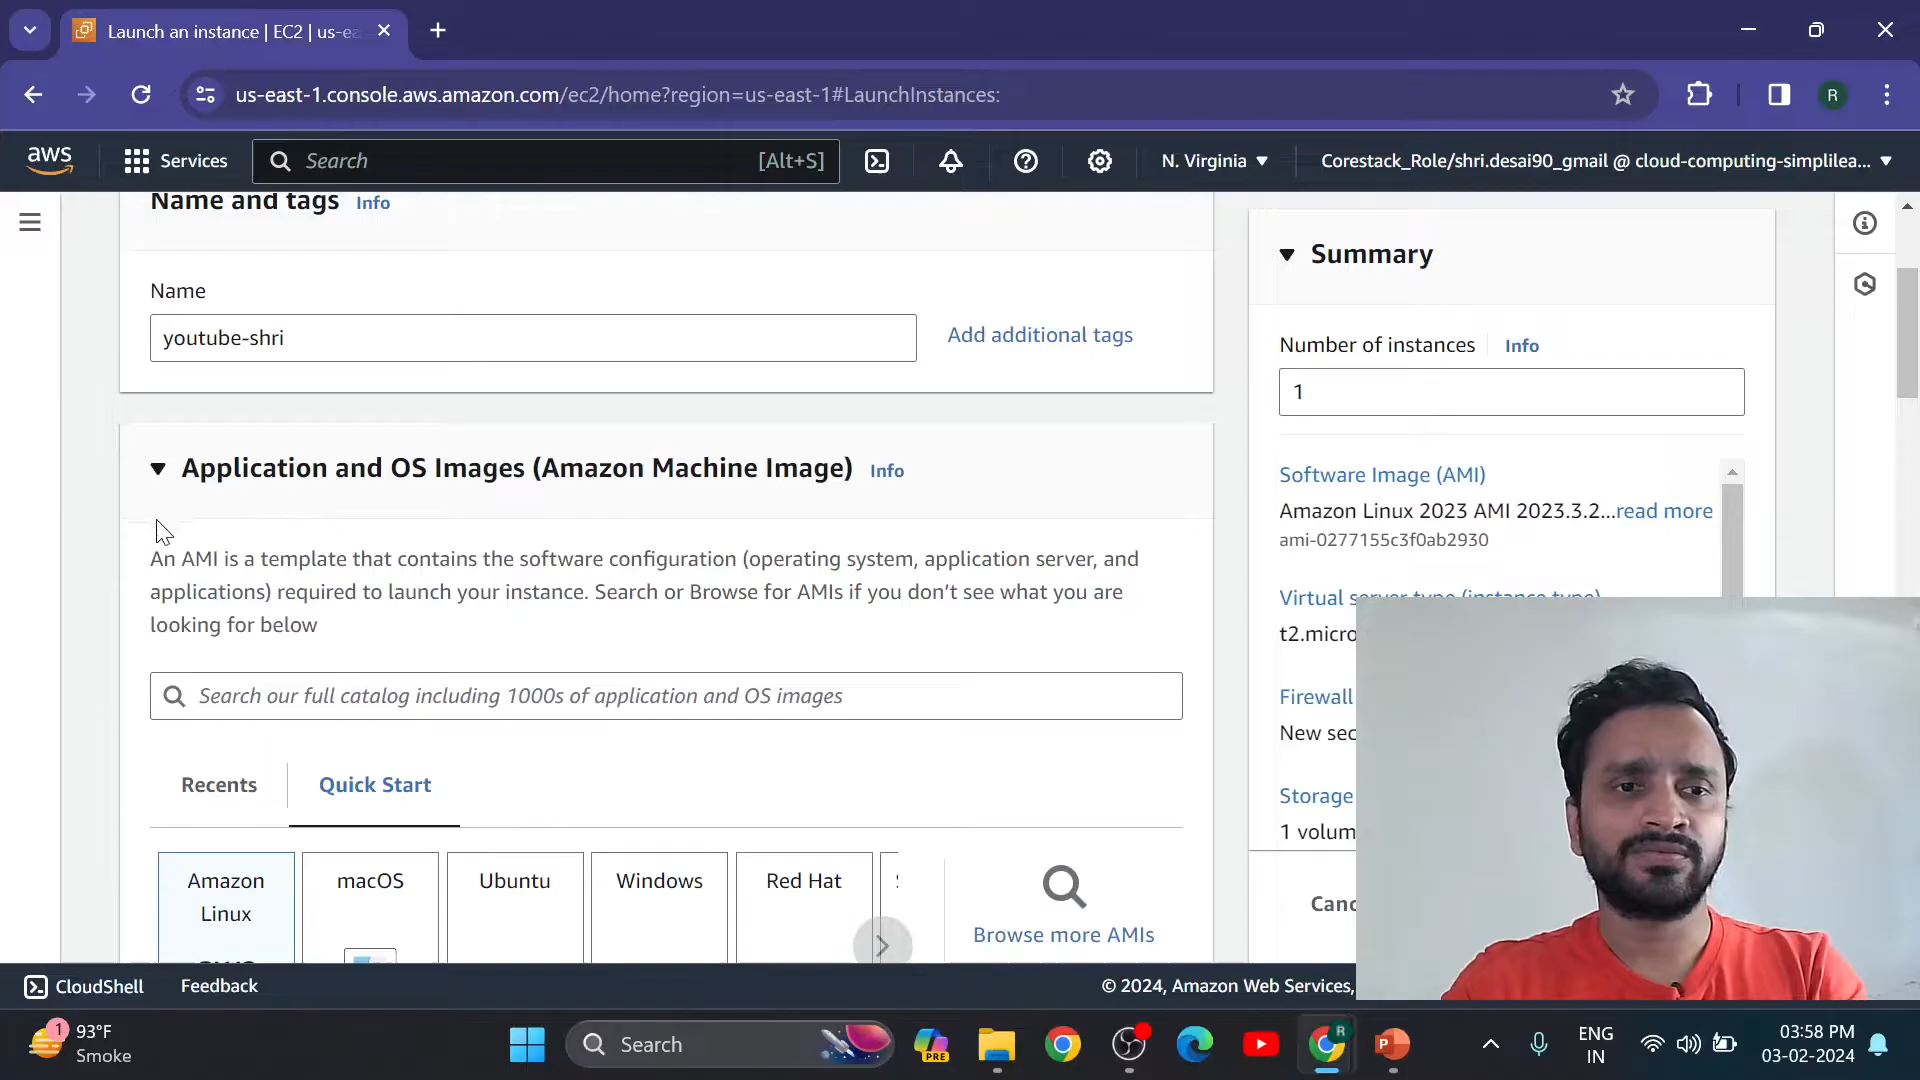 Launch an instance | EC2 | us-ea
us-east-1.console.aws.amazon.com/ec2/home?region=us-east-1#LaunchInstances:
R
aws
Services
Search
[Alt+S]
N. Virginia
Corestack_Role/shri.desai90_gmail @ cloud-computing-simplilea...
Name and tags Info
Name
youtube-shri
Add additional tags
Application and OS Images (Amazon Machine Image) Info
An AMI is a template that contains the software configuration (operating system, application server, and
applications) required to launch your instance. Search or Browse for AMIs if you don't see what you are
looking for below
Search our full catalog including 1000s of application and OS images
Recents
Quick Start
Amazon
Linux
macOS
Ubuntu
Windows
Red Hat
Browse more AMIs
Summary
Number of instances Info
1
Software Image (AMI)
Amazon Linux 2023 AMI 2023.3.2...read more
ami-0277155c3f0ab2930
Virtual server type (instance type)
t2.micro
Firewall
New sec
Storage
1 volum
Canc
CloudShell
Feedback
© 2024, Amazon Web Services,
1
93°F
Smoke
Search
PRE
R
P
ENG
IN
03:58 PM
03-02-2024